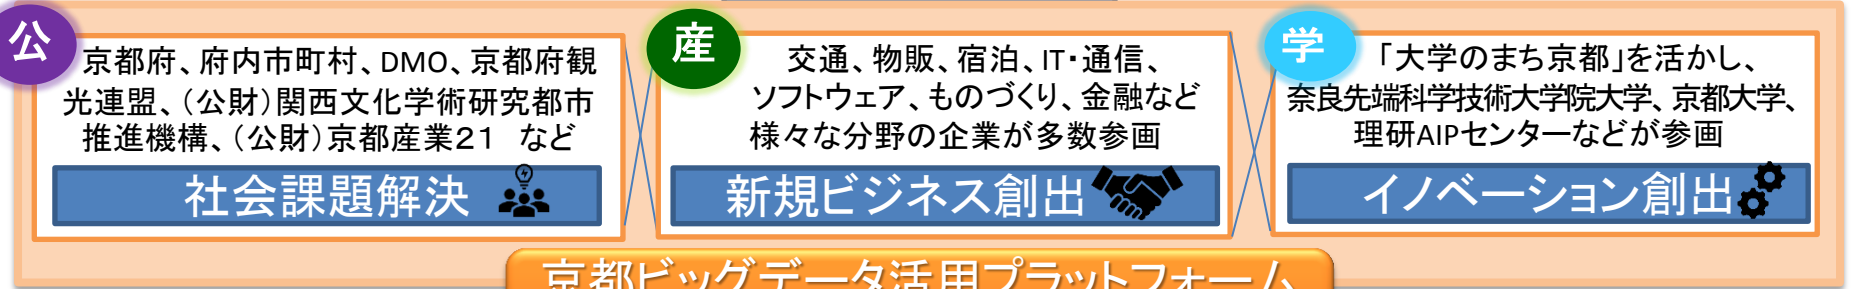 公
京都府、府内市町村、DMO、京都府観
光連盟、（公財）関西文化学術研究都市
推進機構、（公財）京都産業２１　など
社会課題解決
産
交通、物販、宿泊、IT・通信、
ソフトウェア、ものづくり、金融など
様々な分野の企業が多数参画
新規ビジネス創出
学
「大学のまち京都」を活かし、
奈良先端科学技術大学院大学、京都大学、
理研AIPセンターなどが参画
イノベーション創出
京都ビッグデータ活用プラットフォーム